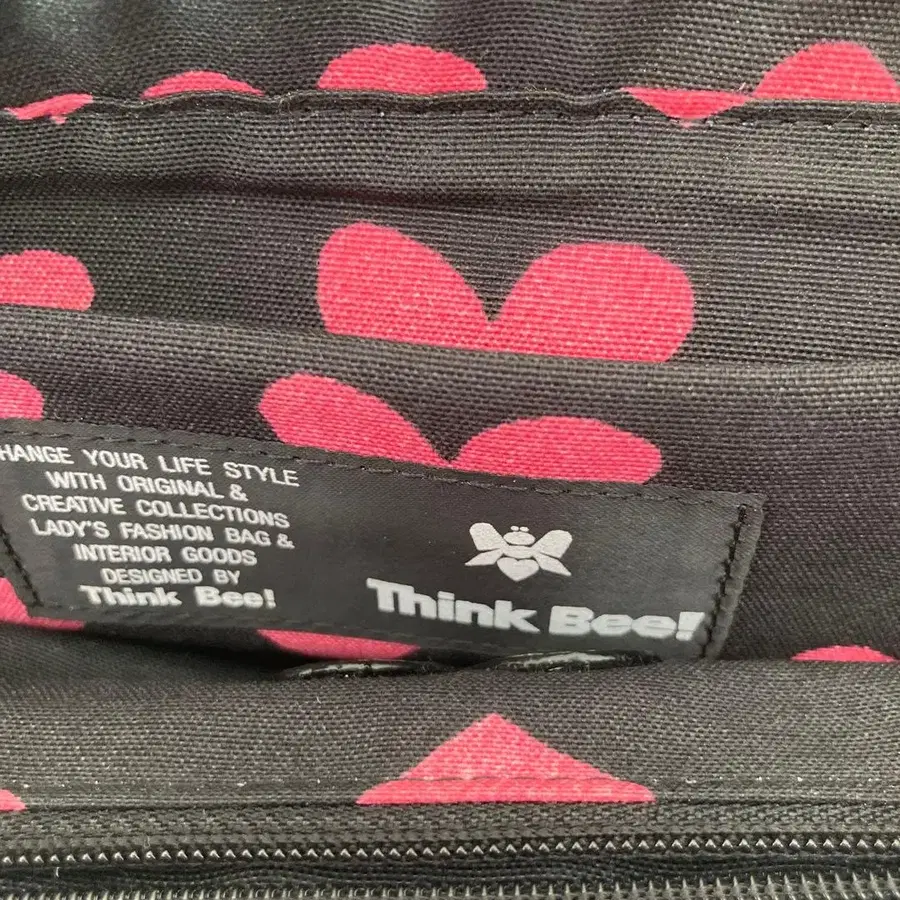 HANGE YOUR LIFE STYLE
WITH ORIGINAL &
CREATIVE COLLECTIONS
LADY'S FASHION BAG &
INTERIOR GOODS
DESIGNED BY
Think Bee!
Think Bee!